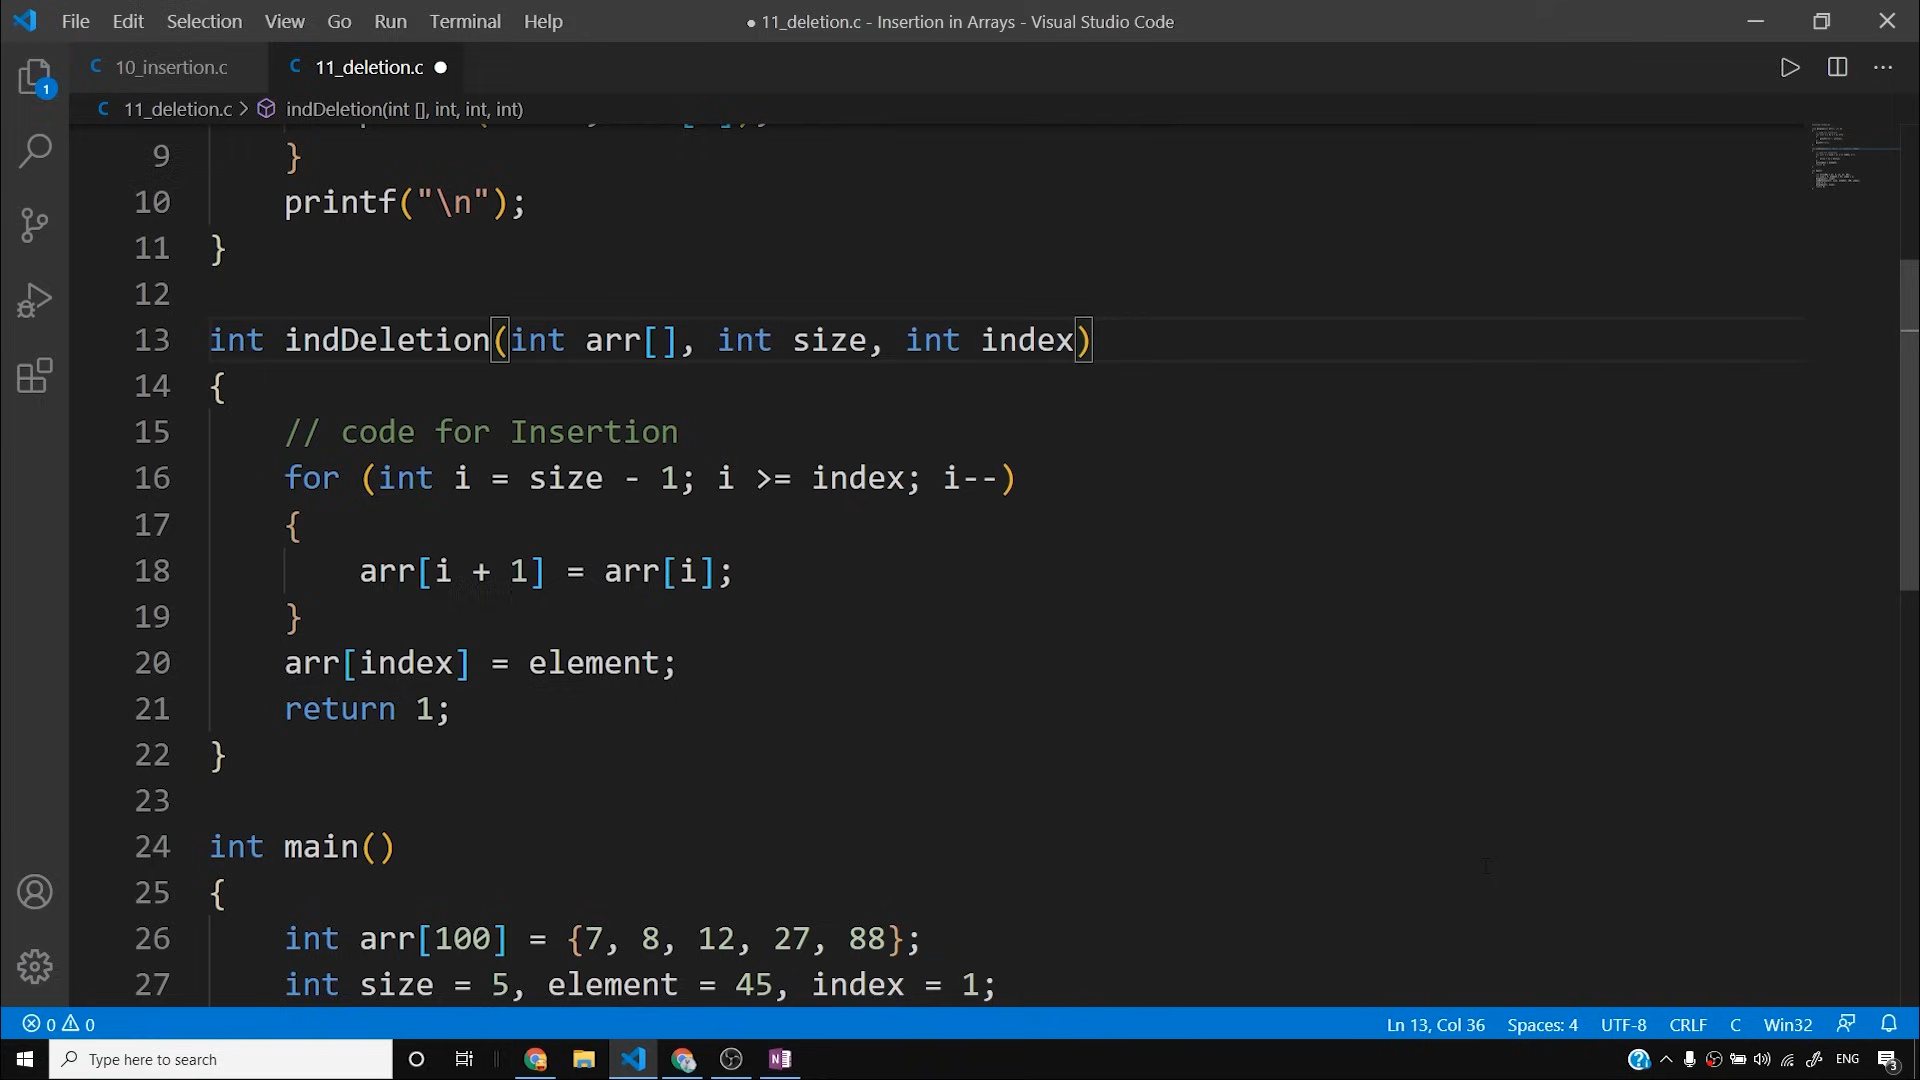 File Edit Selection View Go Run Terminal Help
● 11_deletion.c - Insertion in Arrays - Visual Studio Code
C 10_insertion.c
C 11_deletion.c ●
1
C 11_deletion.c > indDeletion(int [], int, int, int)
9 }
10 printf("\n");
11 }
12
13 int indDeletion(int arr[], int size, int index)
14 {
15 // code for Insertion
16 for (int i = size - 1; i >= index; i--)
17 {
18 arr[i + 1] = arr[i];
19 }
20 arr[index] = element;
21 return 1;
22 }
23
24 int main()
25 {
26 int arr[100] = {7, 8, 12, 27, 88};
27 int size = 5, element = 45, index = 1;
0 0
Ln 13, Col 36 Spaces: 4 UTF-8 CRLF C Win32
Type here to search
N
ENG
3